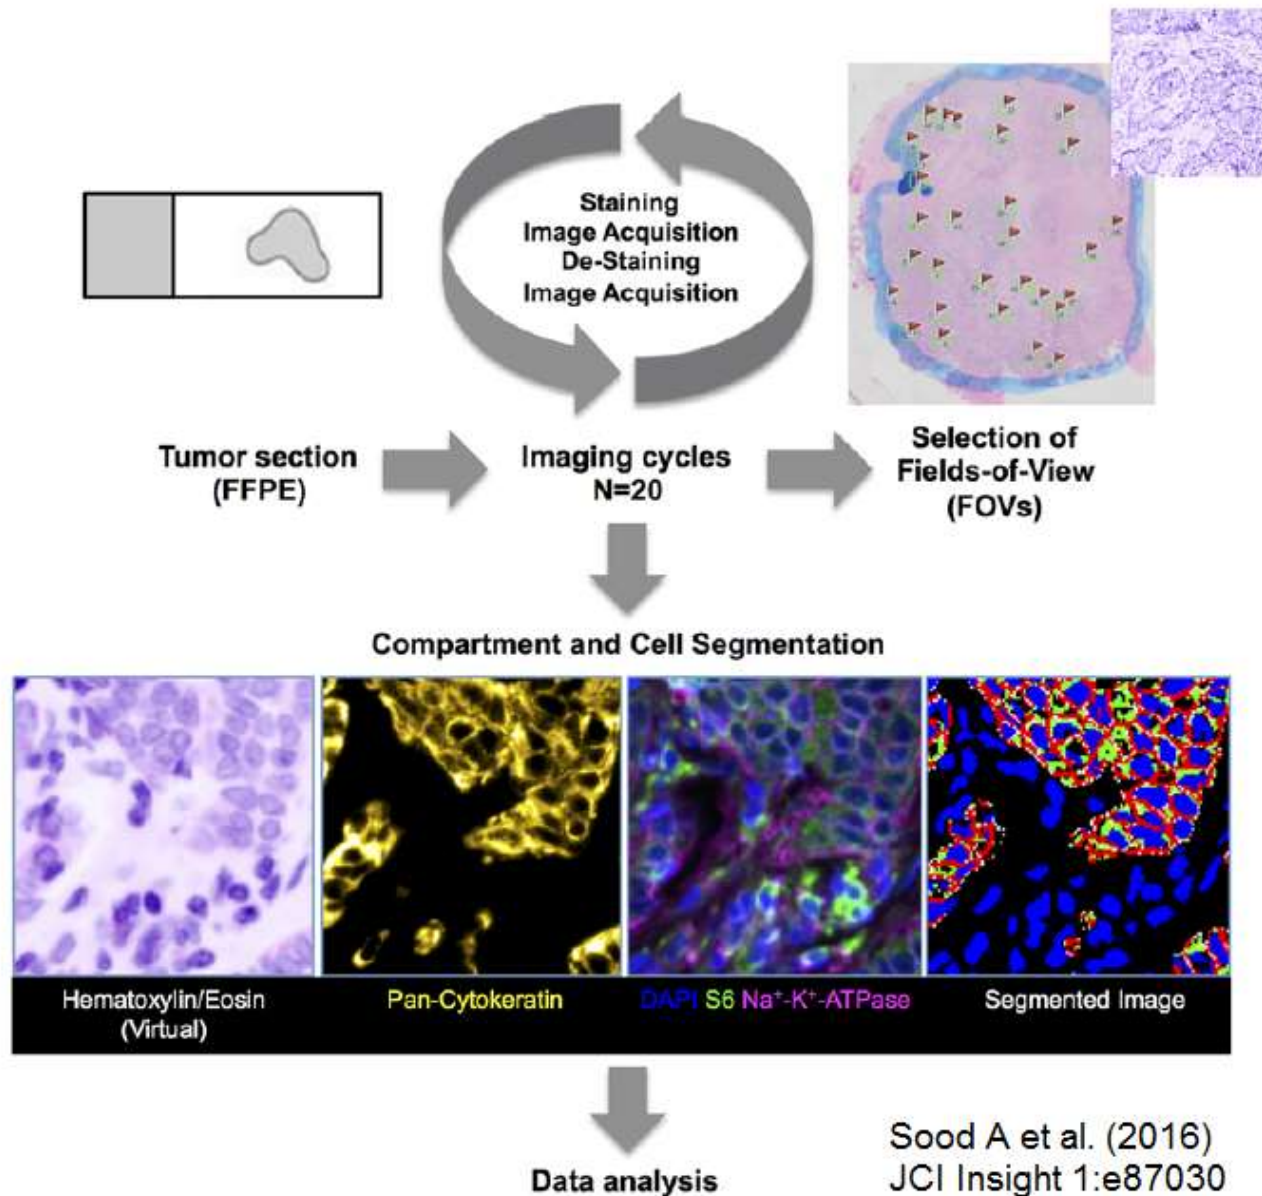 Staining
Image Acquisition
De-Staining
Image Acquisition
Tumor section
(FFPE)
Imaging cycles
N=20
Selection of
Fields-of-View
(FOVs)
Compartment and Cell Segmentation
Hematoxylin/Eosin
(Virtual)
Pan-Cytokeratin
DAPI S6 Na⁺-K⁺-ATPase
Segmented Image
Data analysis
Sood A et al. (2016)
JCI Insight 1:e87030